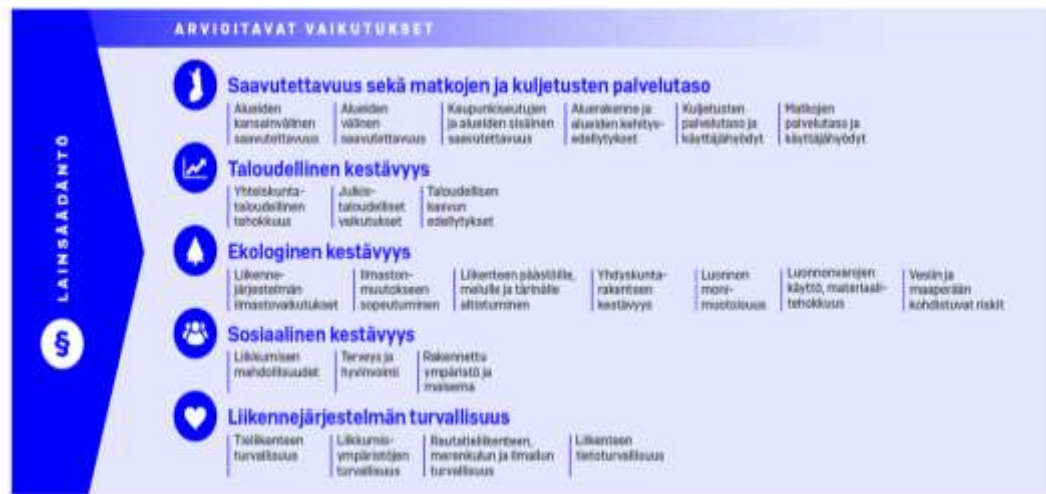 ARVIOITAVAT VAIKUTUKSET
§ LAINSÄÄDÄNTÖ
Saavutettavuus sekä matkojen ja kuljetusten palvelutaso
Alueiden
kansainvälinen
saavutettavuus
Alueiden
välinen
saavutettavuus
Kaupunkiseutujen
ja alueiden sisäinen
saavutettavuus
Aluerakenne ja
alueiden kehitys-
edellytykset
Kuljetusten
palvelutaso ja
käyttäjähyödyt
Matkojen
palvelutaso ja
käyttäjähyödyt
Taloudellinen kestävyys
Yhteiskunta-
taloudellinen
tehokkuus
Julkis-
taloudelliset
vaikutukset
Taloudellisen
kasvun
edellytykset
Ekologinen kestävyys
Liikenne-
järjestelmän
ilmastovaikutukset
Ilmaston-
muutokseen
sopeutuminen
Liikenteen päästöille,
melulle ja tärinälle
altistuminen
Yhdyskunta-
rakenteen
kestävyys
Luonnon
moni-
muotoisuus
Luonnonvarojen
käyttö, materiaali-
tehokkuus
Vesiin ja
maaperään
kohdistuvat riskit
Sosiaalinen kestävyys
Liikkumisen
mahdollisuudet
Terveys ja
hyvinvointi
Rakennettu
ympäristö ja
maisema
Liikennejärjestelmän turvallisuus
Tieliikenteen
turvallisuus
Liikkumis-
ympäristöjen
turvallisuus
Rautatieliikenteen,
merenkulun ja ilmailun
turvallisuus
Liikenteen
tietoturvallisuus